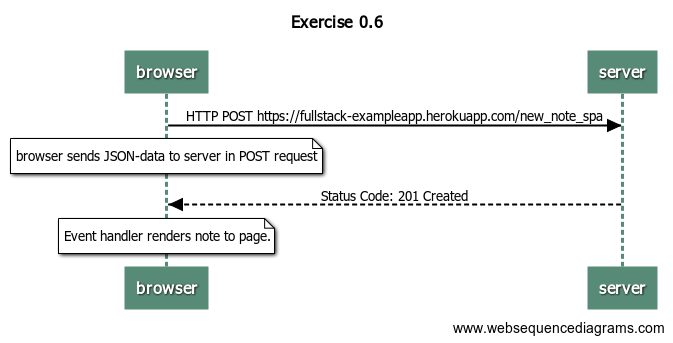 Exercise 0.6
browser server
HTTP POST https://fullstack-exampleapp.herokuapp.com/new_note_spa
browser sends JSON-data to server in POST request
Status Code: 201 Created
Event handler renders note to page.
browser server
www.websequencediagrams.com